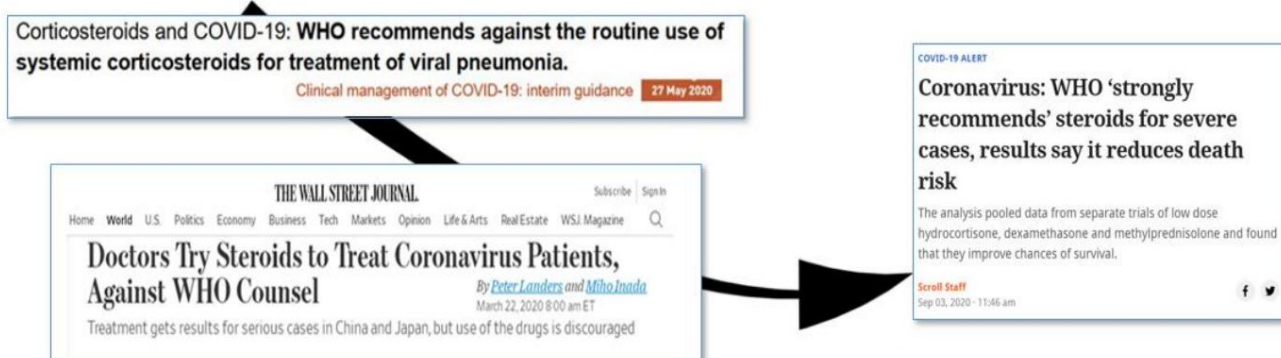 Corticosteroids and COVID-19: WHO recommends against the routine use of
systemic corticosteroids for treatment of viral pneumonia.
Clinical management of COVID-19: interim guidance 27 May 2020
THE WALL STREET JOURNAL.
Subscribe Sign In
Home World U.S. Politics Economy Business Tech Markets Opinion Life & Arts Real Estate WSJ. Magazine
Doctors Try Steroids to Treat Coronavirus Patients,
Against WHO Counsel
By Peter Landers and Miho Inada
March 22, 2020 8:00 am ET
Treatment gets results for serious cases in China and Japan, but use of the drugs is discouraged
COVID-19 ALERT
Coronavirus: WHO ‘strongly
recommends’ steroids for severe
cases, results say it reduces death
risk
The analysis pooled data from separate trials of low dose
hydrocortisone, dexamethasone and methylprednisolone and found
that they improve chances of survival.
Scroll Staff
Sep 03, 2020 · 11:46 am